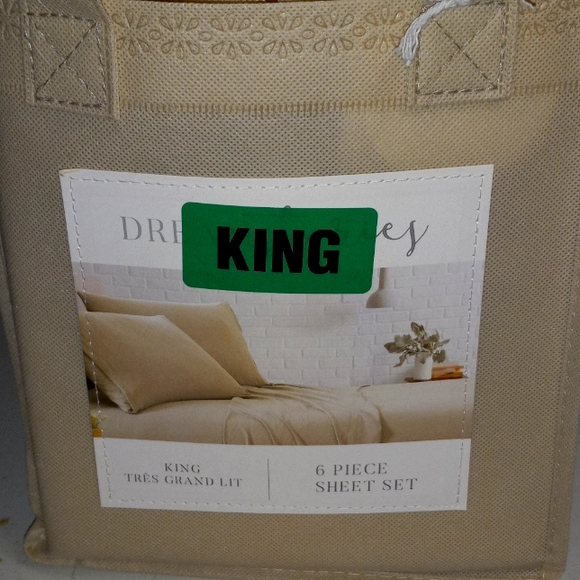 KING
KING
TRÈS GRAND LIT
6 PIECE
SHEET SET